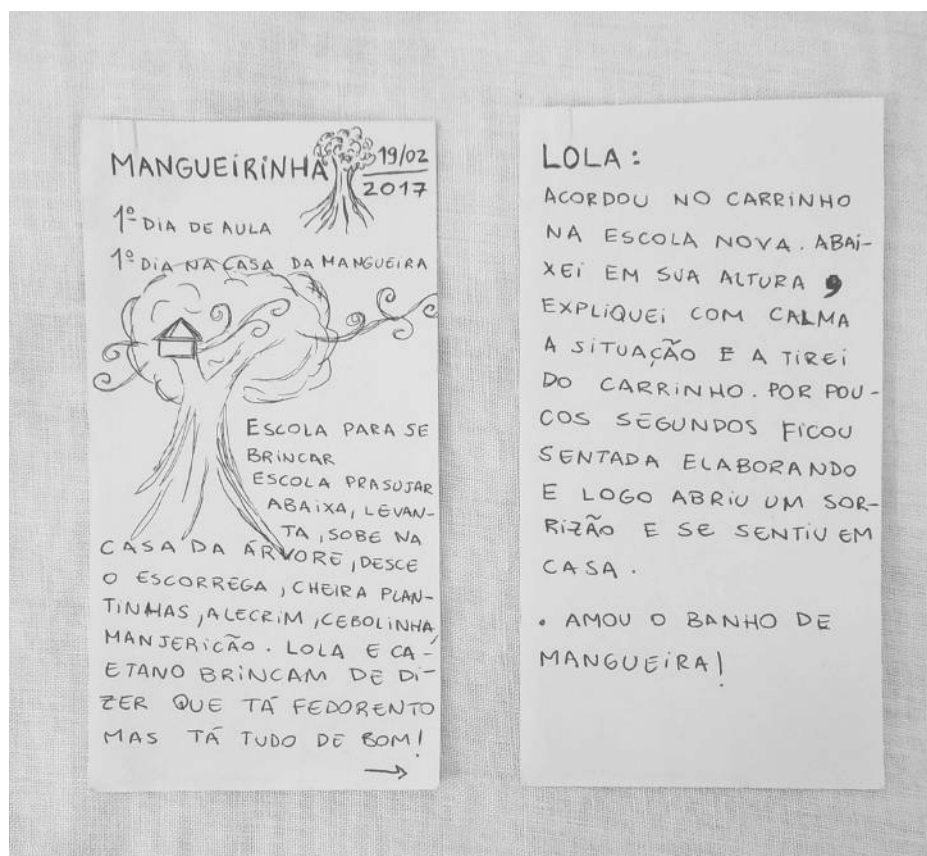 MANGUEIRINHA 19/02
2017
1º DIA DE AULA
1º DIA NA CASA DA MANGUEIRA
ESCOLA PARA SE
BRINCAR
ESCOLA PRA SUJAR
ABAIXA, LEVAN-
TA, SOBE NA
CASA DA ÁRVORE, DESCE
O ESCORREGA, CHEIRA PLAN-
TINHAS, ALECRIM, CEBOLINHA,
MANJERICÃO. LOLA E CA-
ETANO BRINCAM DE DI-
ZER QUE TÁ FEDORENTO
MAS TÁ TUDO DE BOM!
→
LOLA:
ACORDOU NO CARRINHO
NA ESCOLA NOVA. ABAI-
XEI EM SUA ALTURA,
EXPLIQUEI COM CALMA
A SITUAÇÃO E A TIREI
DO CARRINHO. POR POU-
COS SEGUNDOS FICOU
SENTADA ELABORANDO
E LOGO ABRIU UM SOR-
RIZÃO E SE SENTIU EM
CASA.
• AMOU O BANHO DE
MANGUEIRA!